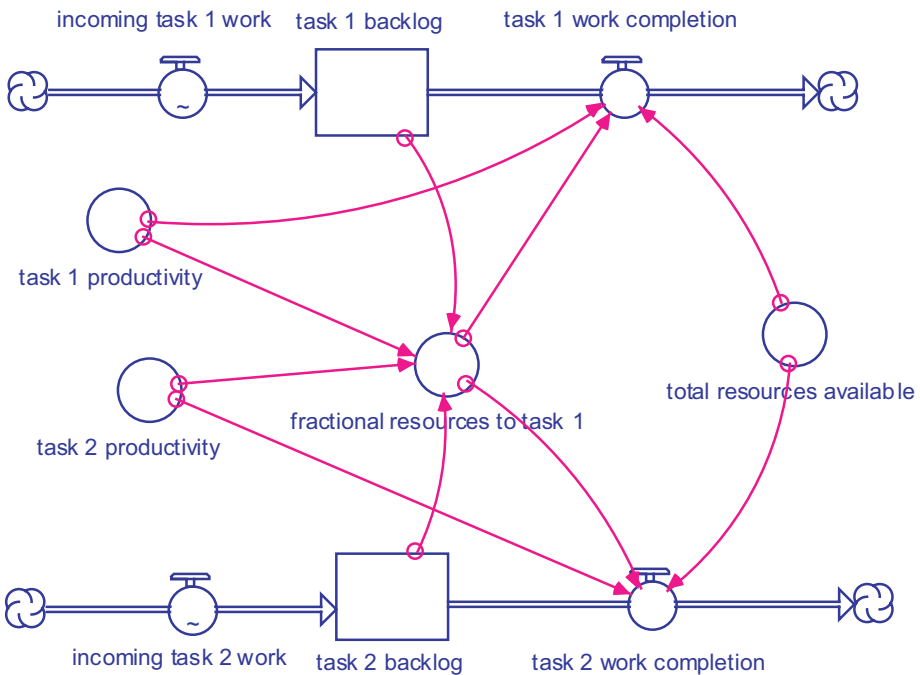 incoming task 1 work
task 1 backlog
task 1 work completion
~
task 1 productivity
total resources available
fractional resources to task 1
task 2 productivity
~
incoming task 2 work
task 2 backlog
task 2 work completion